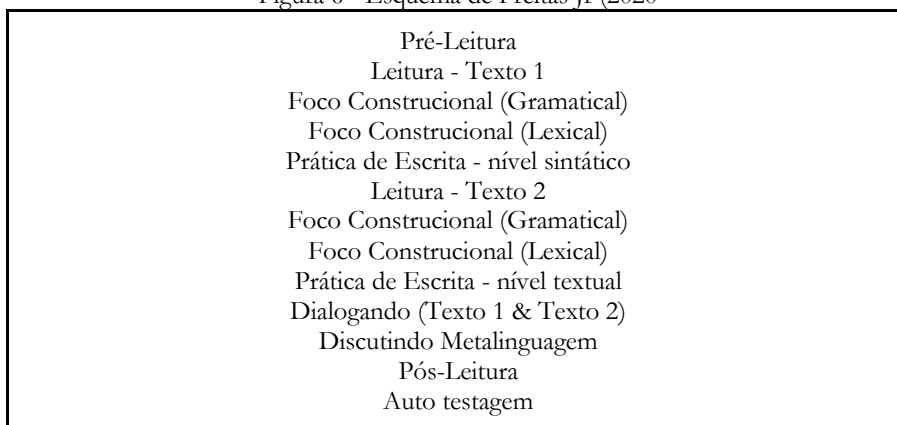 Figura 6 - Esquema de Freitas Jr (2020
Pré-Leitura
Leitura - Texto 1
Foco Construcional (Gramatical)
Foco Construcional (Lexical)
Prática de Escrita - nível sintático
Leitura - Texto 2
Foco Construcional (Gramatical)
Foco Construcional (Lexical)
Prática de Escrita - nível textual
Dialogando (Texto 1 & Texto 2)
Discutindo Metalinguagem
Pós-Leitura
Auto testagem